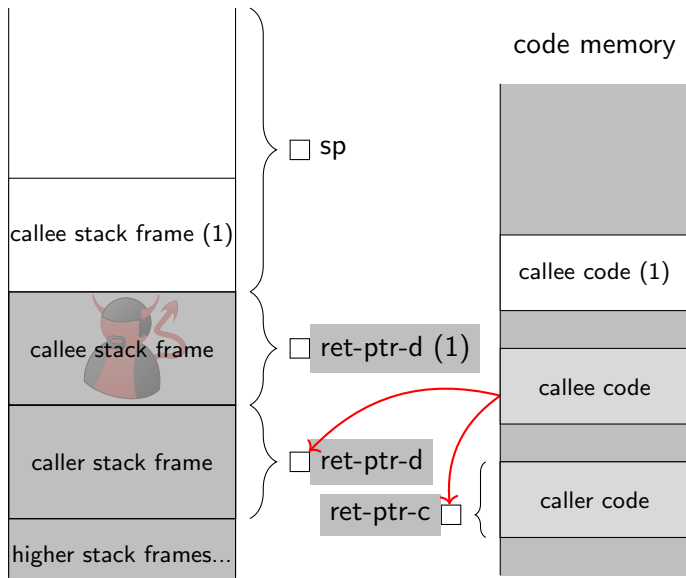 code memory
sp
callee stack frame (1)
callee code (1)
callee stack frame
ret-ptr-d (1)
callee code
caller stack frame
ret-ptr-d
ret-ptr-c
caller code
higher stack frames...